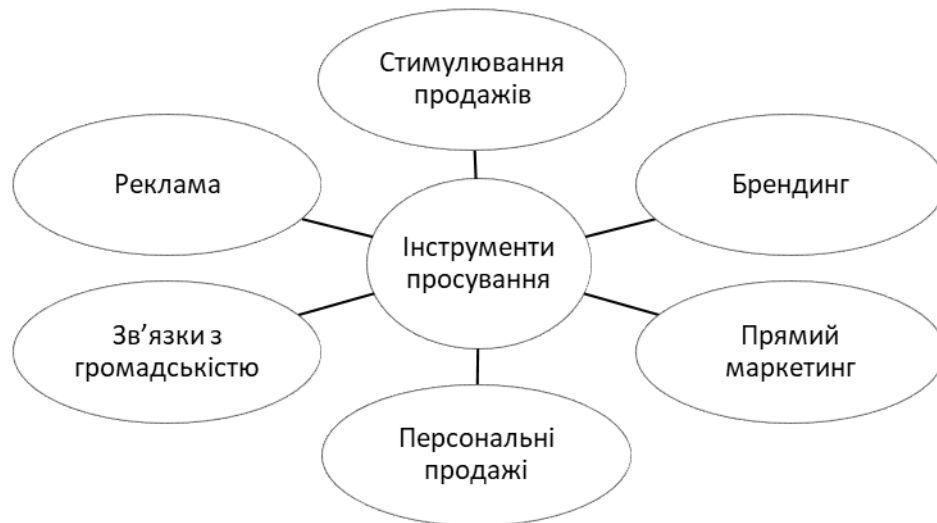 Стимулювання
продажів
Реклама
Брендинг
Інструменти
просування
Зв’язки з
громадськістю
Прямий
маркетинг
Персональні
продажі